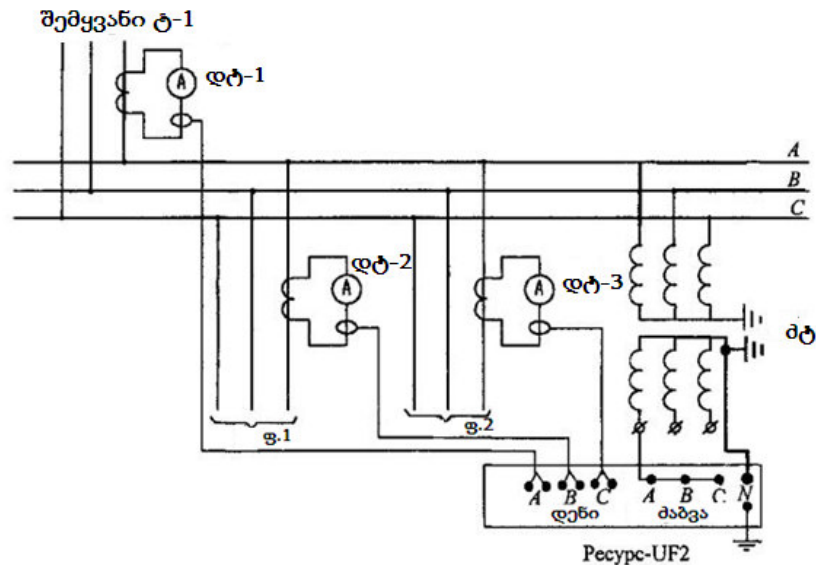 შემყვანი ტ-1
A
დტ-1
A
B
C
დტ-2
A
დტ-3
A
ძტ
ფ.1
ფ.2
A B C A B C N
დენი ძაბვა
Ресурс-UF2